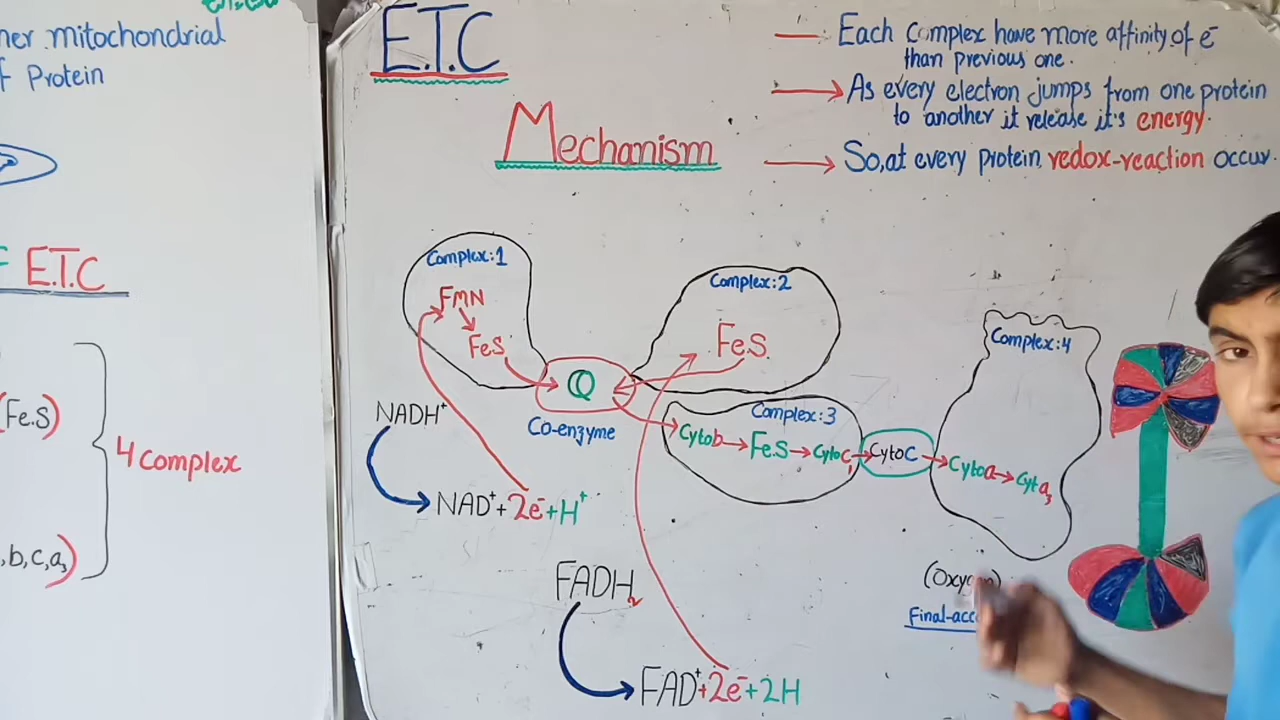 ner mitochondrial
f Protein
E.T.C
(Fe.S)
4 complex
,b,c,a3)
E.T.C
Mechanism
Each Complex have more affinity of e-
than previous one.
As every electron jumps from one protein
to another it release it's energy.
So, at every protein redox-reaction occur.
Complex:1
FMN
FeS
Q
Co-enzyme
Complex:2
Fe.S.
Complex:3
Cytob→Fe.S→Cytoc1→CytoC→Cytoa→Cyta3
Complex:4
NADH+
NAD++2e-+H+
FADH2
FAD++2e-+2H
(Oxy
Final-acc